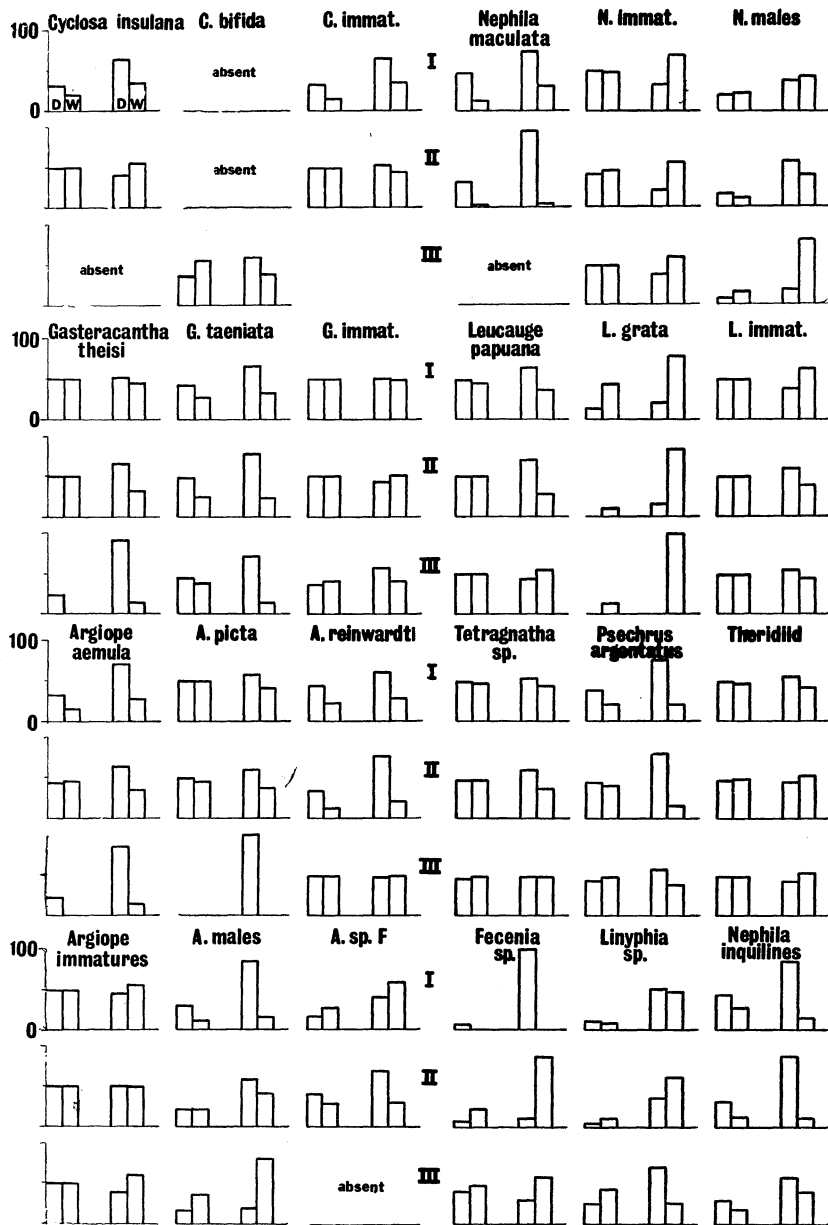 Cyclosa insulana C. bifida C. immat. Nephila maculata N. immat. N. males
100
absent
I
D W D W
0
absent
II
absent
III
absent
Gasteracantha theisi G. taeniata G. immat. Leucauge papuana L. grata L. immat.
100
I
0
II
III
Argiope aemula A. picta A. reinwardti Tetragnatha sp. Psechrus argentatus Theridiid
100
I
0
II
III
Argiope immatures A. males A. sp. F Fecenia sp. Linyphia sp. Nephila inquilines
100
I
0
II
absent
III